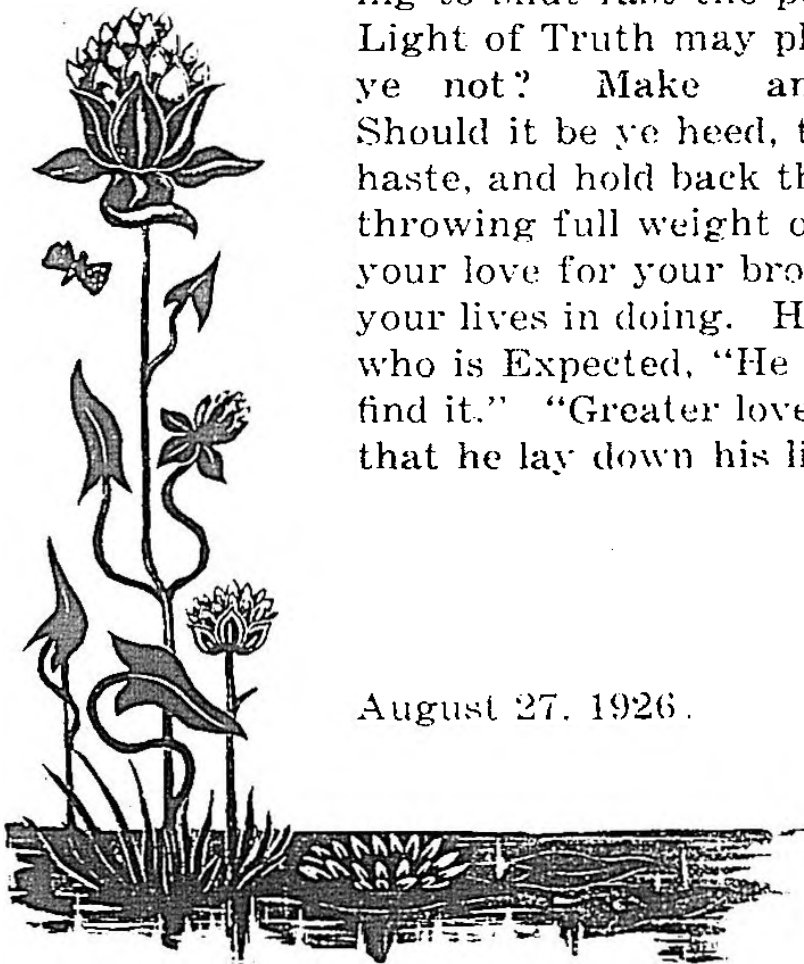 Light of Truth may pl
ye not? Make an
Should it be ye heed, t
haste, and hold back th
throwing full weight o
your love for your bro
your lives in doing. H
who is Expected, “He
find it.” “Greater love
that he lay down his li
August 27, 1926.